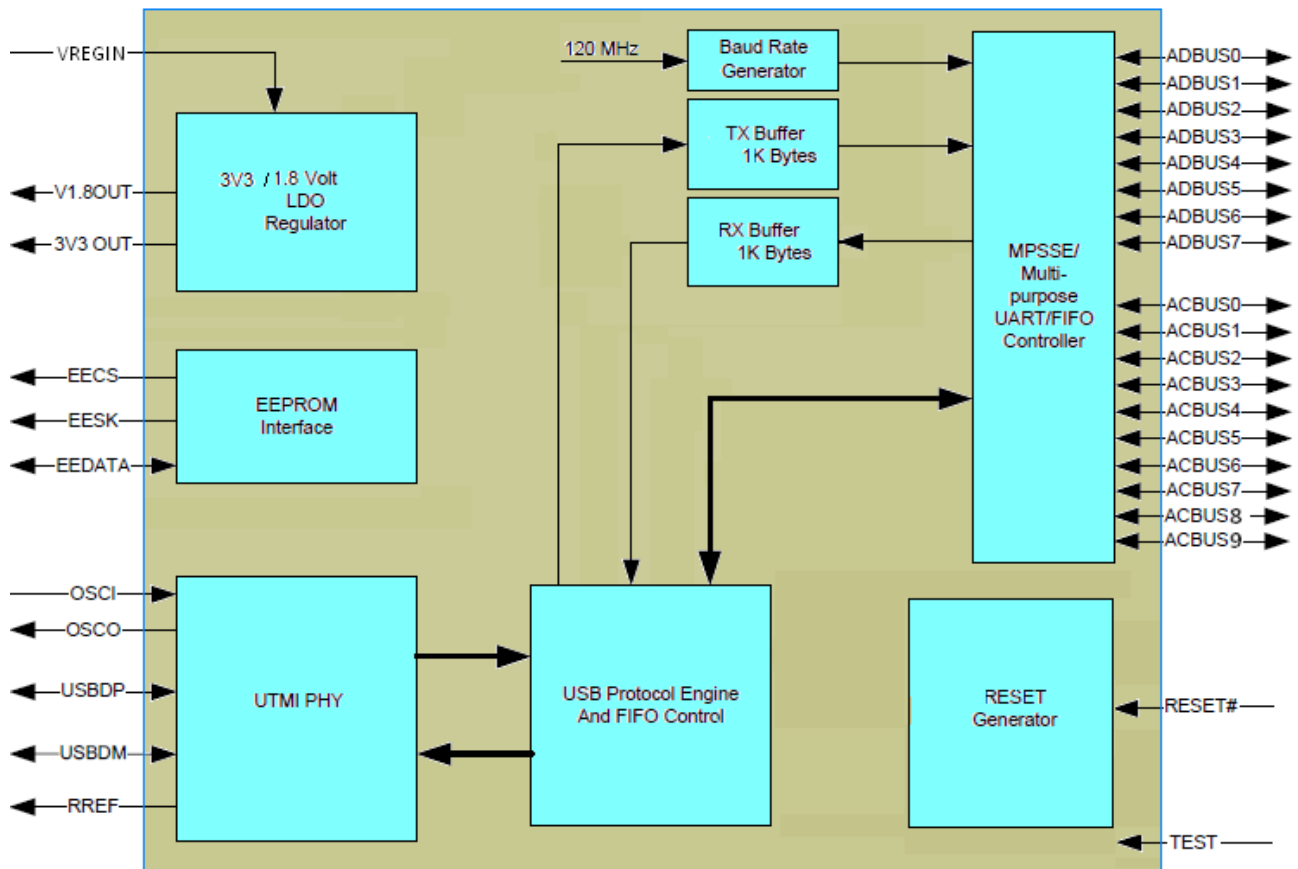 VREGIN
V1.8OUT
3V3 OUT
EECS
EESK
EEDATA
OSCI
OSCO
USBDP
USBDM
RREF
3V3 / 1.8 Volt
LDO
Regulator
EEPROM
Interface
UTMI PHY
120 MHz
Baud Rate
Generator
TX Buffer
1K Bytes
RX Buffer
1K Bytes
USB Protocol Engine
And FIFO Control
MPSSE/
Multi-
purpose
UART/FIFO
Controller
RESET
Generator
ADBUS0
ADBUS1
ADBUS2
ADBUS3
ADBUS4
ADBUS5
ADBUS6
ADBUS7
ACBUS0
ACBUS1
ACBUS2
ACBUS3
ACBUS4
ACBUS5
ACBUS6
ACBUS7
ACBUS8
ACBUS9
RESET#
TEST